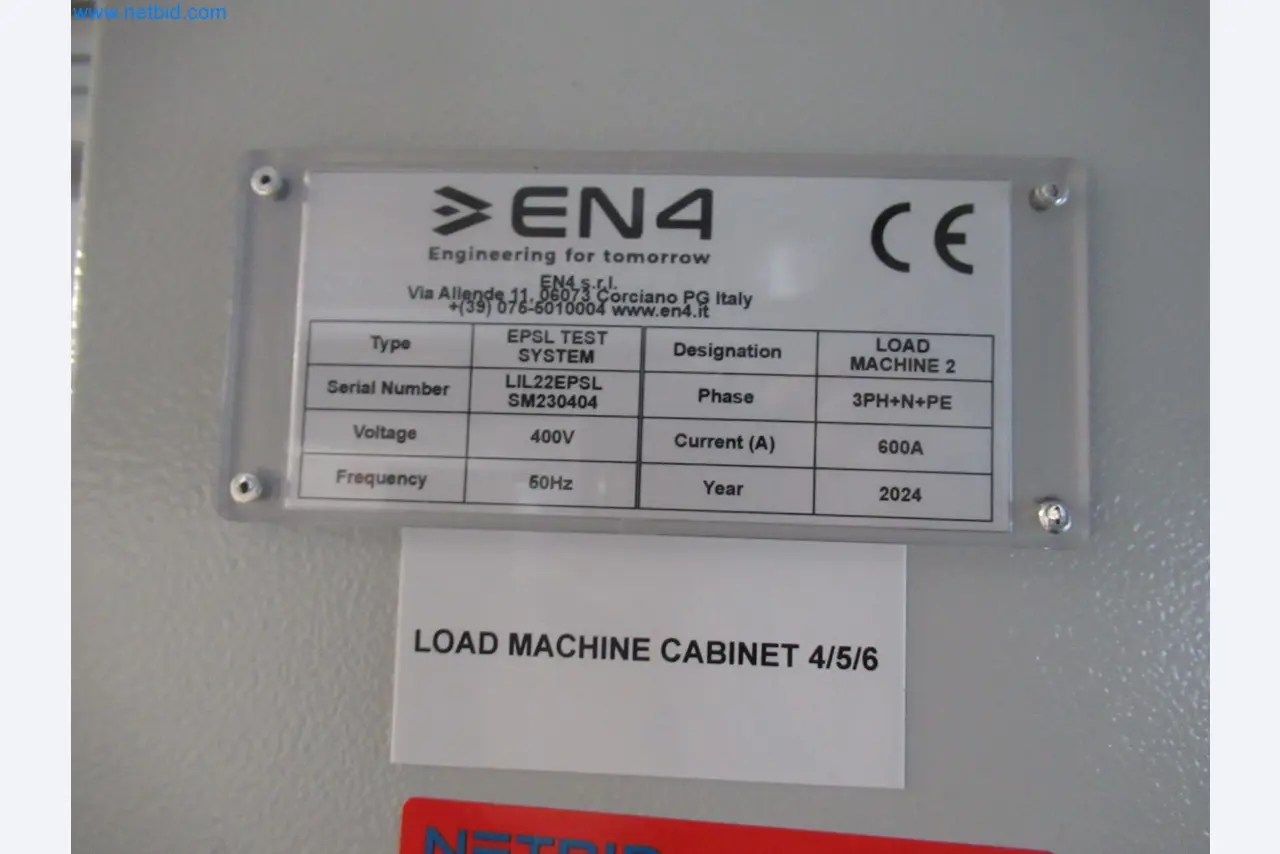 www.netbid.com
EN4
CE
Engineering for tomorrow
EN4 s.r.l.
Via Allende 11, 06073 Corciano PG Italy
+(39) 075-5010004 www.en4.it
Type EPSL TEST SYSTEM Designation LOAD MACHINE 2
Serial Number LIL22EPSL SM230404 Phase 3PH+N+PE
Voltage 400V Current (A) 600A
Frequency 50Hz Year 2024
LOAD MACHINE CABINET 4/5/6
NETBID